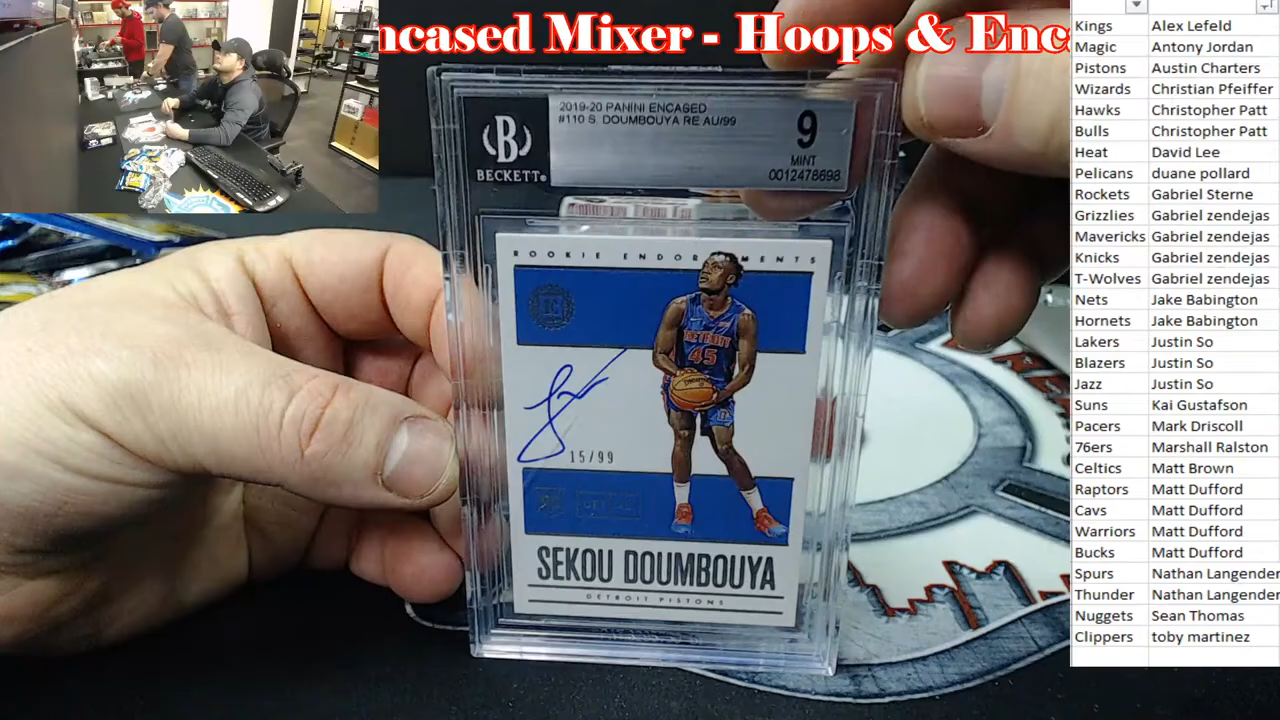 ncased Mixer - Hoops & Enca
2019-20 PANINI ENCASED
#110 S. DOUMBOUYA RE AU/99
9
MINT
0012478698
B
BECKETT
ROOKIE ENDORSEMENTS
DETROIT
45
15/99
SEKOU DOUMBOUYA
DETROIT PISTONS
Kings Alex Lefeld
Magic Antony Jordan
Pistons Austin Charters
Wizards Christian Pfeiffer
Hawks Christopher Patt
Bulls Christopher Patt
Heat David Lee
Pelicans duane pollard
Rockets Gabriel Sterne
Grizzlies Gabriel zendejas
Mavericks Gabriel zendejas
Knicks Gabriel zendejas
T-Wolves Gabriel zendejas
Nets Jake Babington
Hornets Jake Babington
Lakers Justin So
Blazers Justin So
Jazz Justin So
Suns Kai Gustafson
Pacers Mark Driscoll
76ers Marshall Ralston
Celtics Matt Brown
Raptors Matt Dufford
Cavs Matt Dufford
Warriors Matt Dufford
Bucks Matt Dufford
Spurs Nathan Langender
Thunder Nathan Langender
Nuggets Sean Thomas
Clippers toby martinez